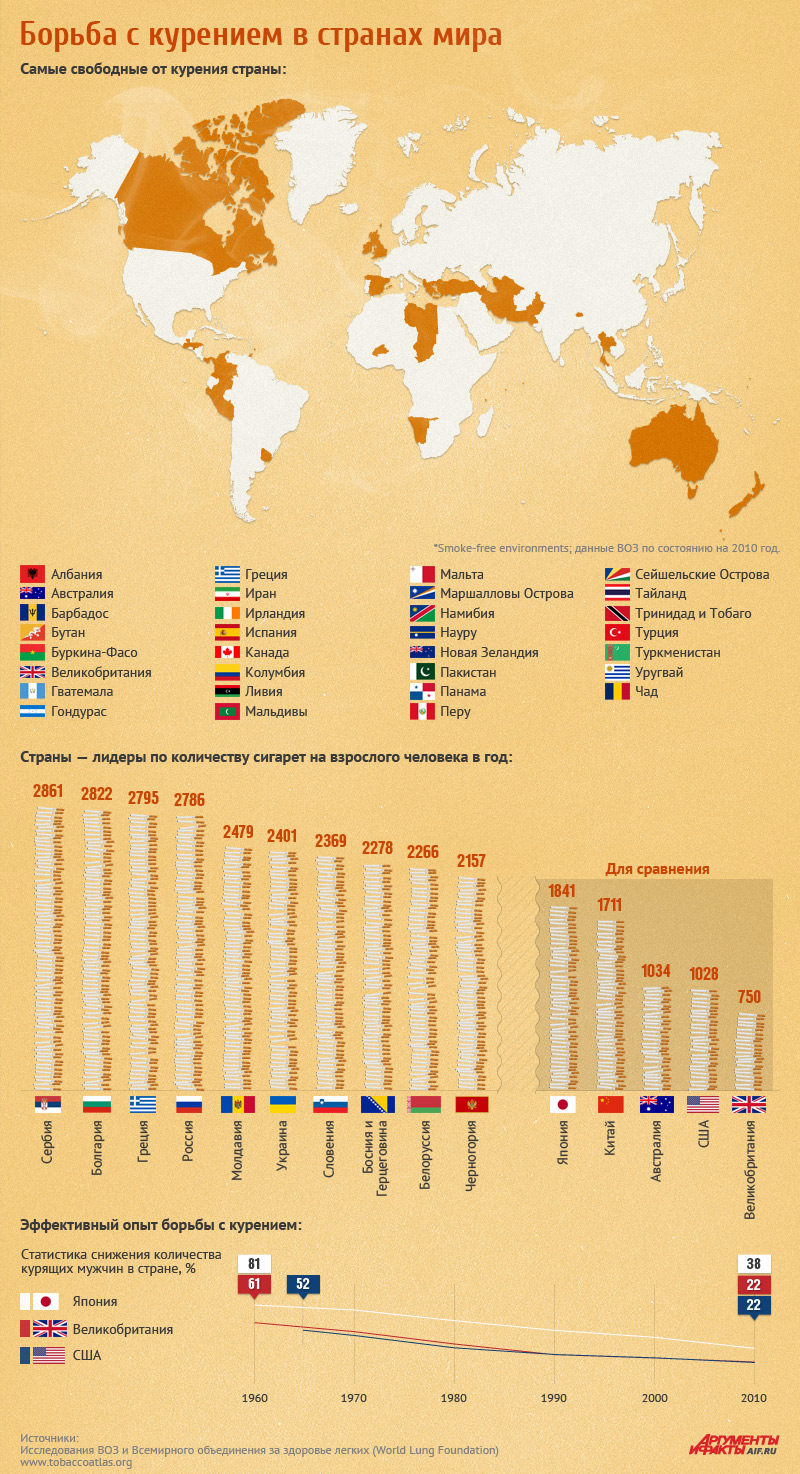 Борьба с курением в странах мира
Самые свободные от курения страны:
*Smoke-free environments; данные ВОЗ по состоянию на 2010 год.
Албания
Австралия
Барбадос
Бутан
Буркина-Фасо
Великобритания
Гватемала
Гондурас
Греция
Иран
Ирландия
Испания
Канада
Колумбия
Ливия
Мальдивы
Мальта
Маршалловы Острова
Намибия
Науру
Новая Зеландия
Пакистан
Панама
Перу
Сейшельские Острова
Тайланд
Тринидад и Тобаго
Турция
Туркменистан
Уругвай
Чад
Страны — лидеры по количеству сигарет на взрослого человека в год:
2861
2822
2795
2786
2479
2401
2369
2278
2266
2157
Для сравнения
1841
1711
1034
1028
750
Сербия
Болгария
Греция
Россия
Молдавия
Украина
Словения
Босния и
Герцеговина
Белоруссия
Черногория
Япония
Китай
Австралия
США
Великобритания
Эффективный опыт борьбы с курением:
Статистика снижения количества
курящих мужчин в стране, %
Япония
Великобритания
США
81
61
52
38
22
22
1960
1970
1980
1990
2000
2010
Источники:
Исследования ВОЗ и Всемирного объединения за здоровье легких (World Lung Foundation)
www.tobaccoatlas.org
АРГУМЕНТЫ
И ФАКТЫ AIF.RU